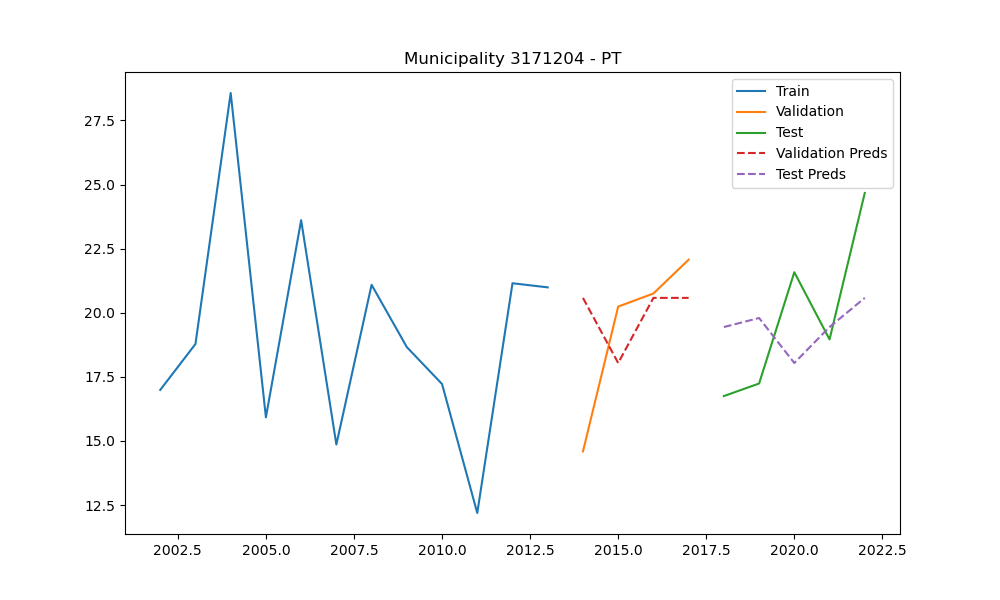 Municipality 3171204 - PT
Train
Validation
Test
Validation Preds
Test Preds
27.5
25.0
22.5
20.0
17.5
15.0
12.5
2002.5 2005.0 2007.5 2010.0 2012.5 2015.0 2017.5 2020.0 2022.5